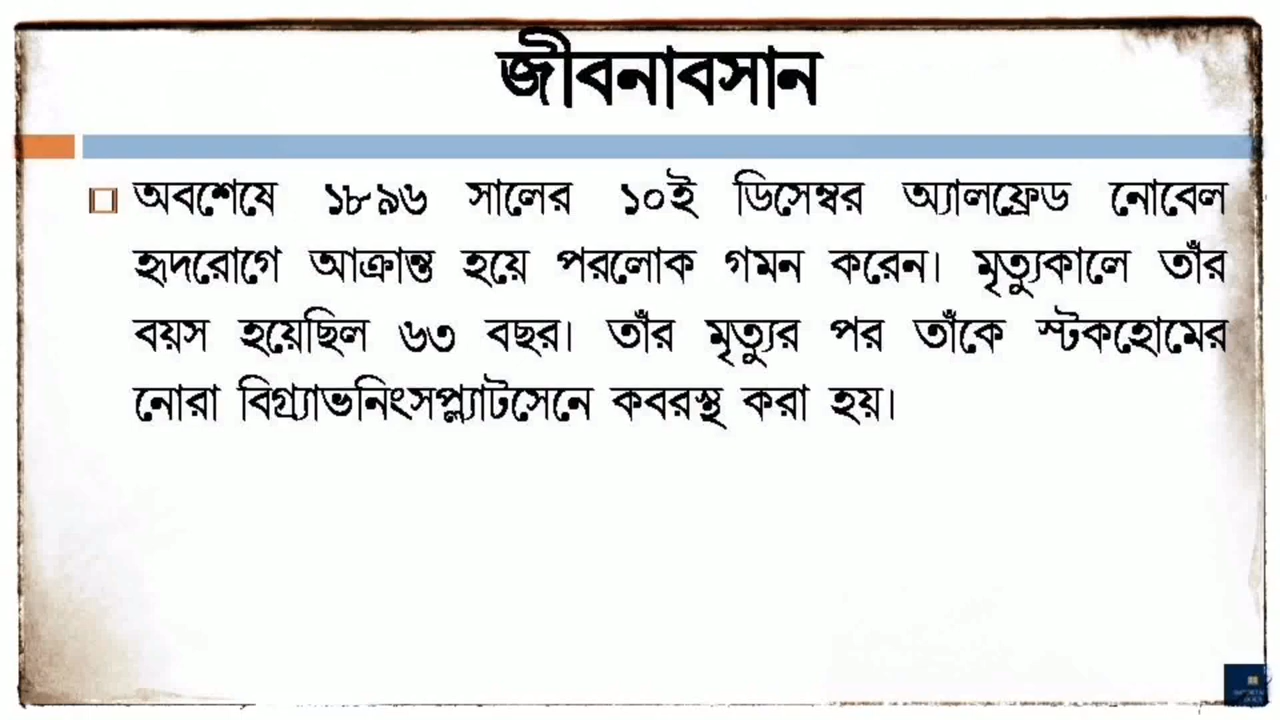 জীবনাবসান
অবশেষে ১৮৯৬ সালের ১০ই ডিসেম্বর অ্যালফ্রেড নোবেল
হৃদরোগে আক্রান্ত হয়ে পরলোক গমন করেন। মৃত্যুকালে তাঁর
বয়স হয়েছিল ৬৩ বছর। তাঁর মৃত্যুর পর তাঁকে স্টকহোমের
নোরা বিগ্র্যাভনিংসপ্ল্যাটসেনে কবরস্থ করা হয়।